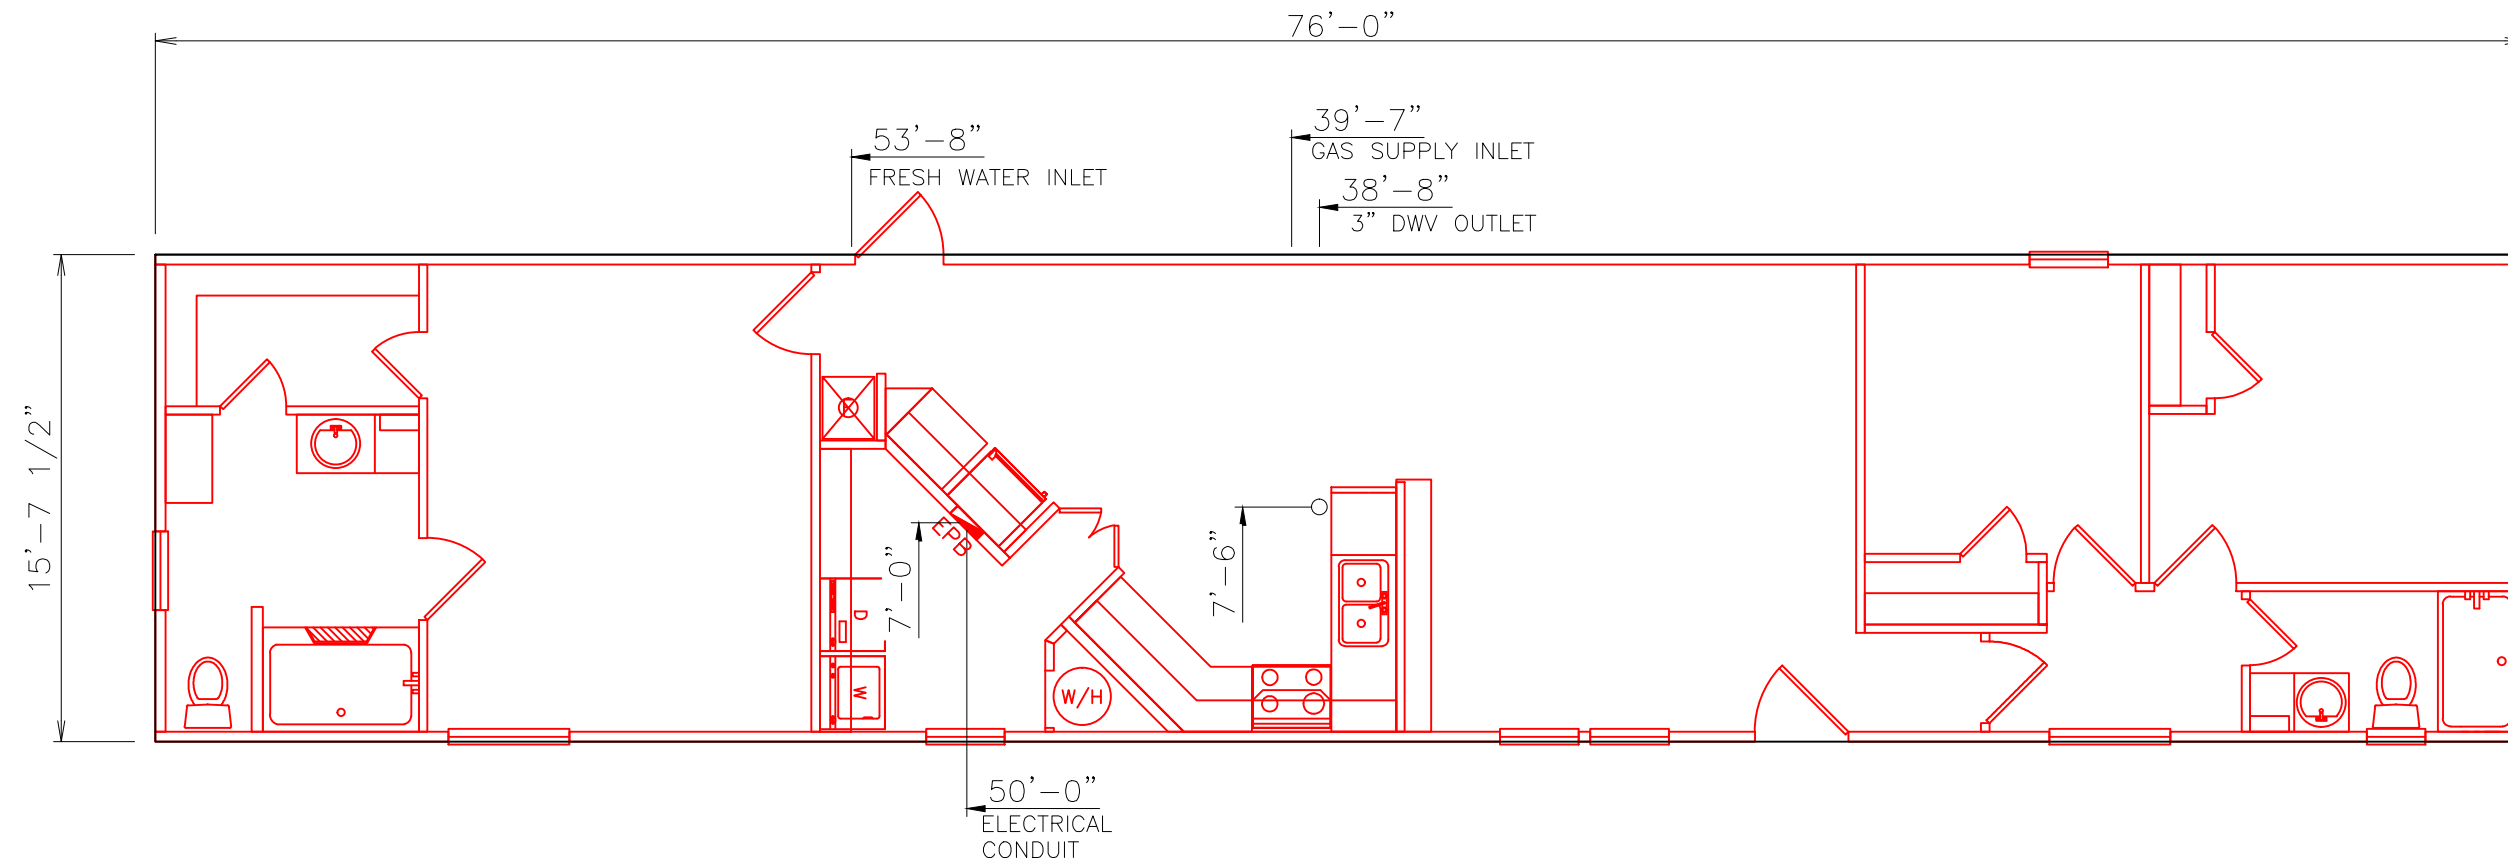 76'-0"
39'-7"
GAS SUPPLY INLET
53'-8"
FRESH WATER INLET
38'-8"
3" DWV OUTLET
15'-7 1/2"
F
EPB
7'-0"
7'-6"
D
W
W/H
50'-0"
ELECTRICAL
CONDUIT